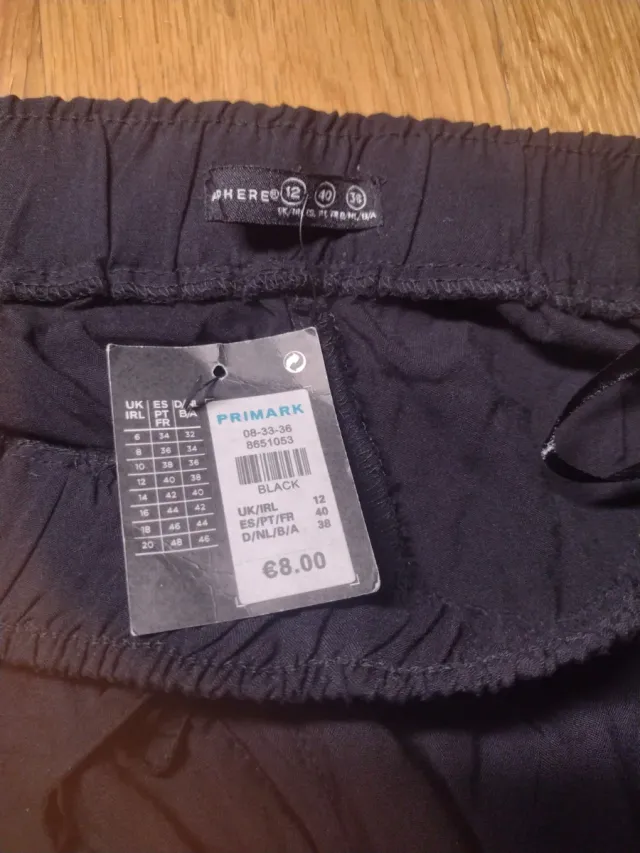 HERE® 12 40 38
PRIMARK
08-33-36
8651053
BLACK
UK/IRL 12
ES/PT/FR 40
D/NL/B/A 38
€8.00
UK ES D/NL
IRL PT B/A
FR
6 34 32
8 36 34
10 38 36
12 40 38
14 42 40
16 44 42
18 46 44
20 48 46